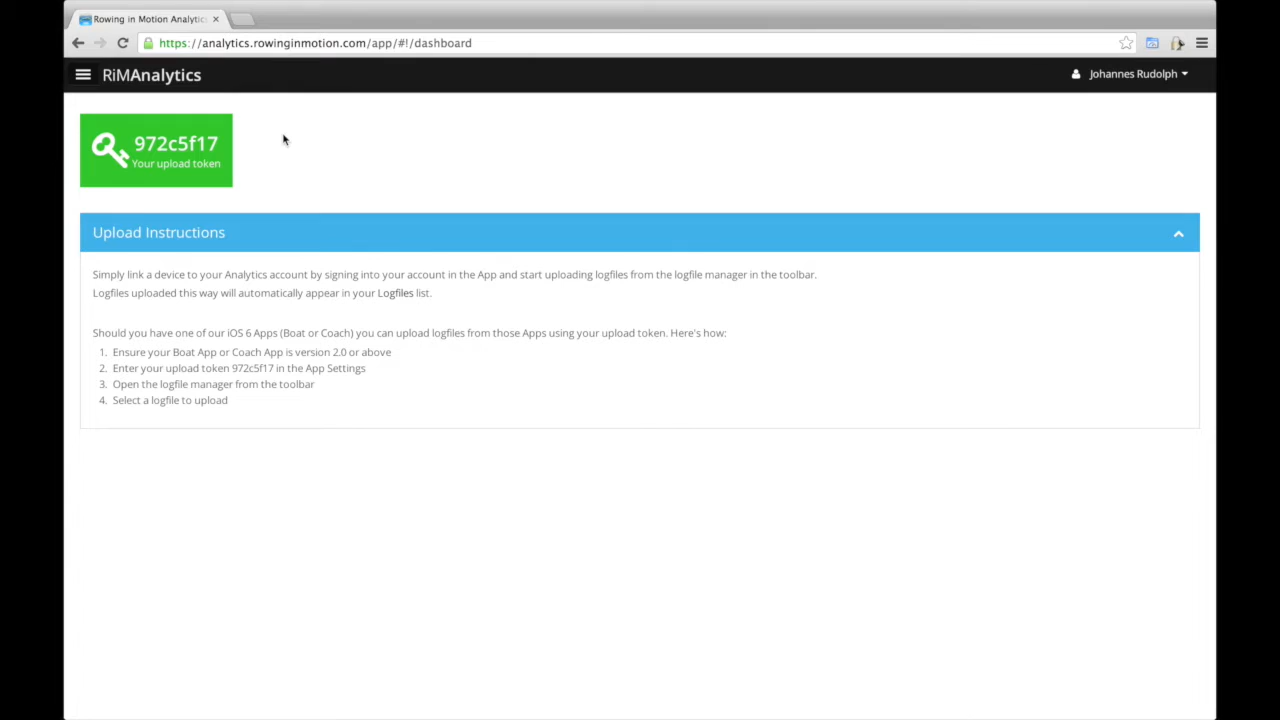 Rowing in Motion Analytics
https://analytics.rowinginmotion.com/app/#!/dashboard
RiMAnalytics
Johannes Rudolph
972c5f17
Your upload token
Upload Instructions
Simply link a device to your Analytics account by signing into your account in the App and start uploading logfiles from the logfile manager in the toolbar.
Logfiles uploaded this way will automatically appear in your Logfiles list.
Should you have one of our iOS 6 Apps (Boat or Coach) you can upload logfiles from those Apps using your upload token. Here's how:
1. Ensure your Boat App or Coach App is version 2.0 or above
2. Enter your upload token 972c5f17 in the App Settings
3. Open the logfile manager from the toolbar
4. Select a logfile to upload